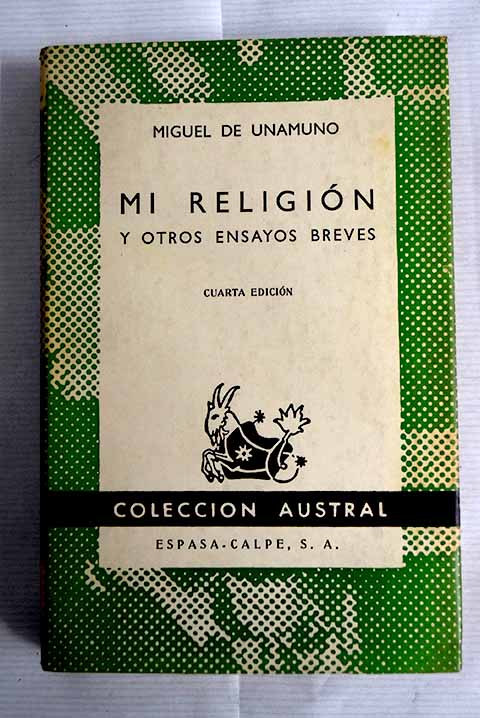 MIGUEL DE UNAMUNO
MI RELIGIÓN
Y OTROS ENSAYOS BREVES
CUARTA EDICIÓN
COLECCION AUSTRAL
ESPASA-CALPE, S. A.